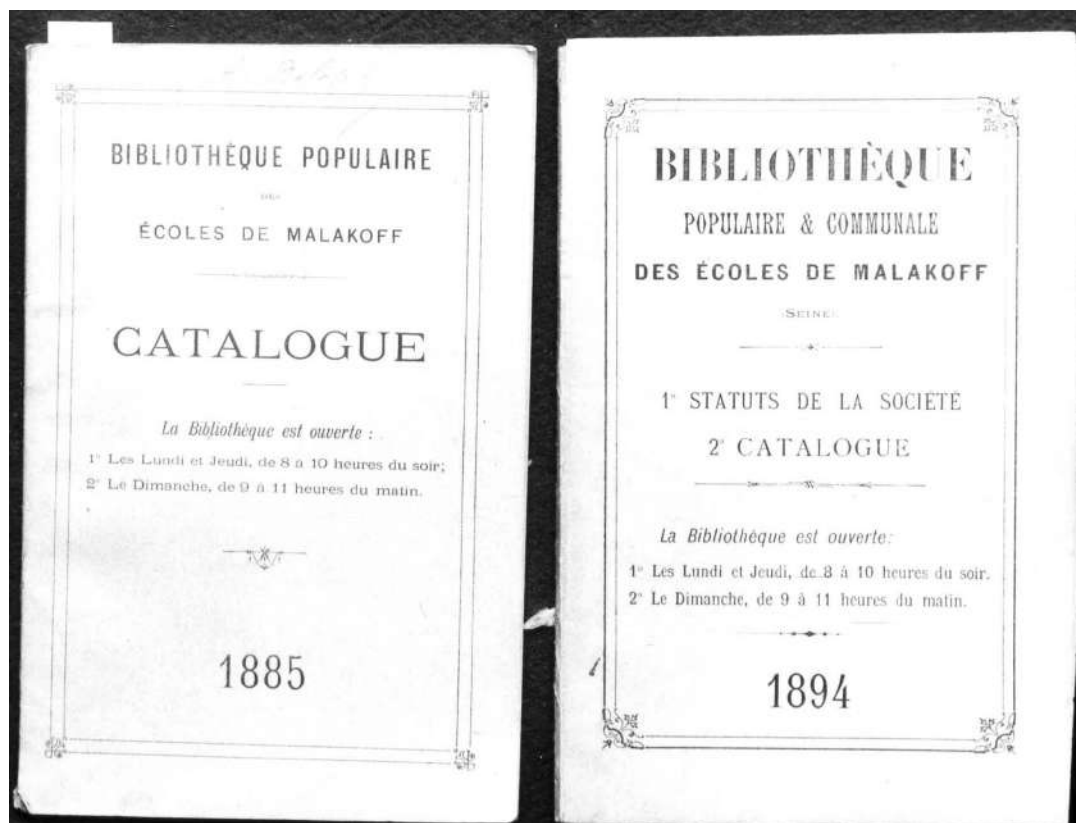 BIBLIOTHÈQUE POPULAIRE
DES
ÉCOLES DE MALAKOFF
CATALOGUE
La Bibliothèque est ouverte :
1° Les Lundi et Jeudi, de 8 à 10 heures du soir;
2° Le Dimanche, de 9 à 11 heures du matin.
1885
BIBLIOTHÈQUE
POPULAIRE & COMMUNALE
DES ÉCOLES DE MALAKOFF
(SEINE)
1° STATUTS DE LA SOCIÉTÉ
2° CATALOGUE
La Bibliothèque est ouverte:
1° Les Lundi et Jeudi, de 8 à 10 heures du soir.
2° Le Dimanche, de 9 à 11 heures du matin.
1894